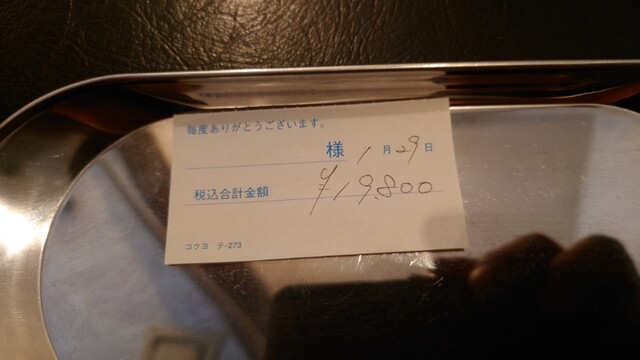 毎度ありがとうございます。
様 1月29日
税込合計金額 ¥19,800
コクヨ テ-273